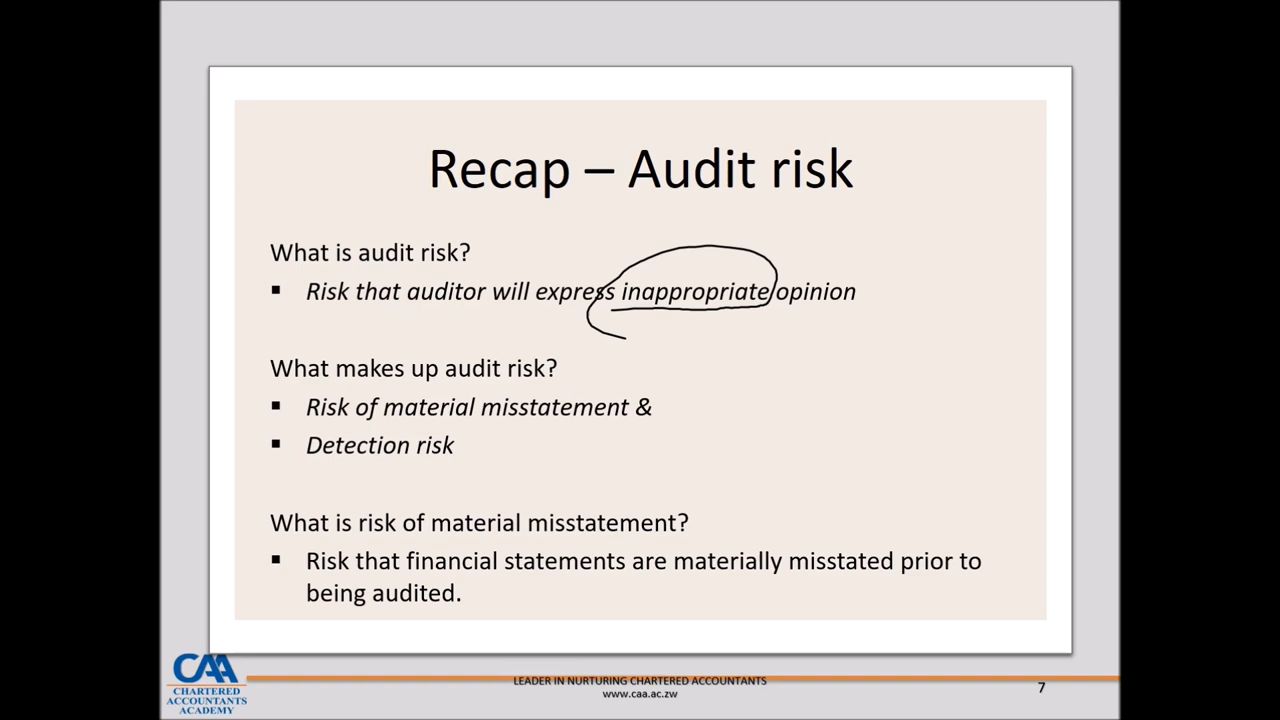 Recap – Audit risk
What is audit risk?
▪ Risk that auditor will express inappropriate opinion
What makes up audit risk?
▪ Risk of material misstatement &
▪ Detection risk
What is risk of material misstatement?
▪ Risk that financial statements are materially misstated prior to
being audited.
CAA
CHARTERED
ACCOUNTANTS
ACADEMY
LEADER IN NURTURING CHARTERED ACCOUNTANTS
www.caa.ac.zw
7